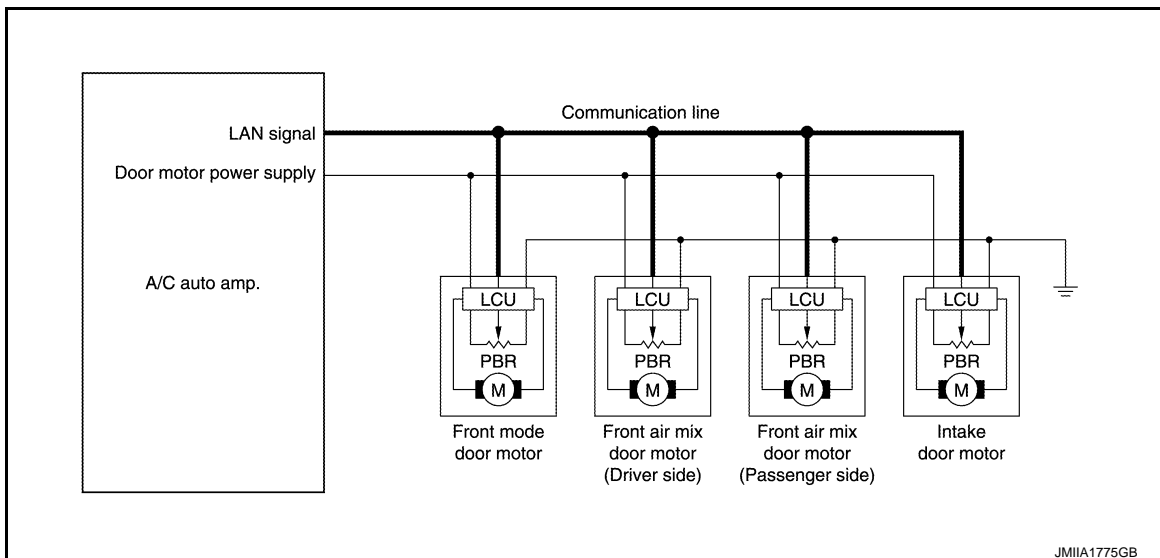 Communication line
LAN signal
Door motor power supply
A/C auto amp.
LCU
LCU
LCU
LCU
PBR
PBR
PBR
PBR
M
M
M
M
Front mode
door motor
Front air mix
door motor
(Driver side)
Front air mix
door motor
(Passenger side)
Intake
door motor
JMIIA1775GB